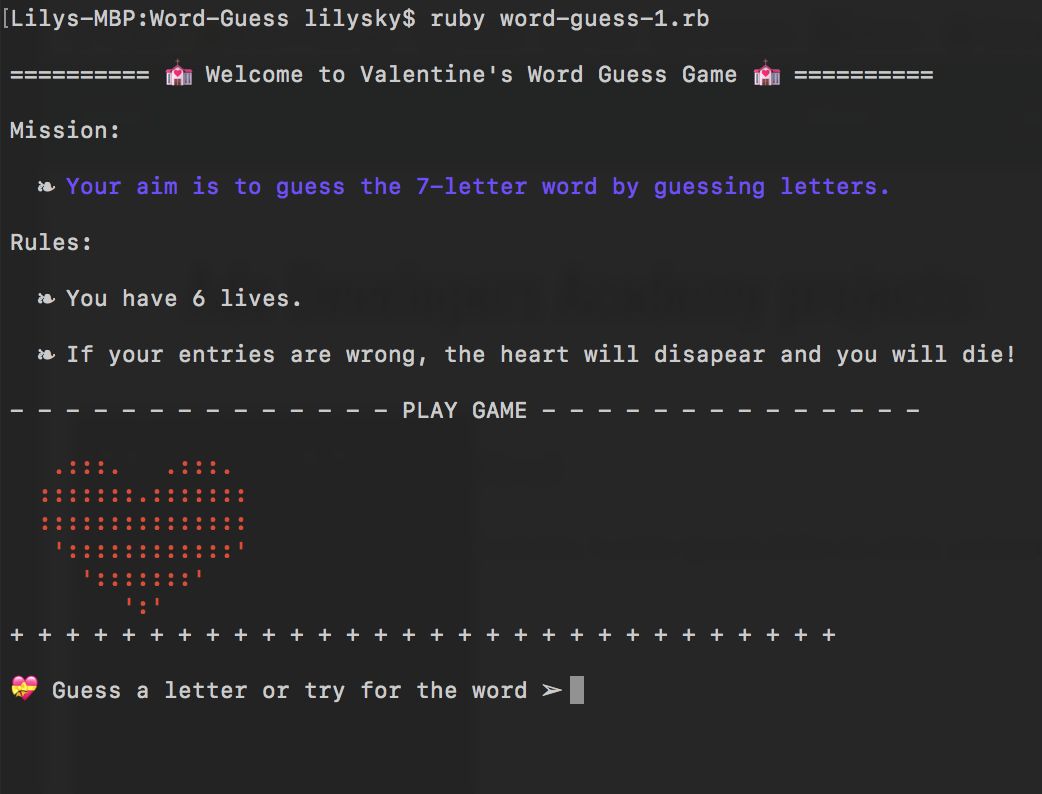 [Lilys-MBP:Word-Guess lilysky$ ruby word-guess-1.rb
========== 💒 Welcome to Valentine's Word Guess Game 💒 ==========
Mission:
❧ Your aim is to guess the 7-letter word by guessing letters.
Rules:
❧ You have 6 lives.
❧ If your entries are wrong, the heart will disapear and you will die!
- - - - - - - - - - - - - - PLAY GAME - - - - - - - - - - - - - -
   .:::.   .:::.
  :::::::.:::::::
  :::::::::::::::
   '::::::::::::'
     ':::::::'
        ':'
+ + + + + + + + + + + + + + + + + + + + + + + + + + + + + +
💝 Guess a letter or try for the word ➢